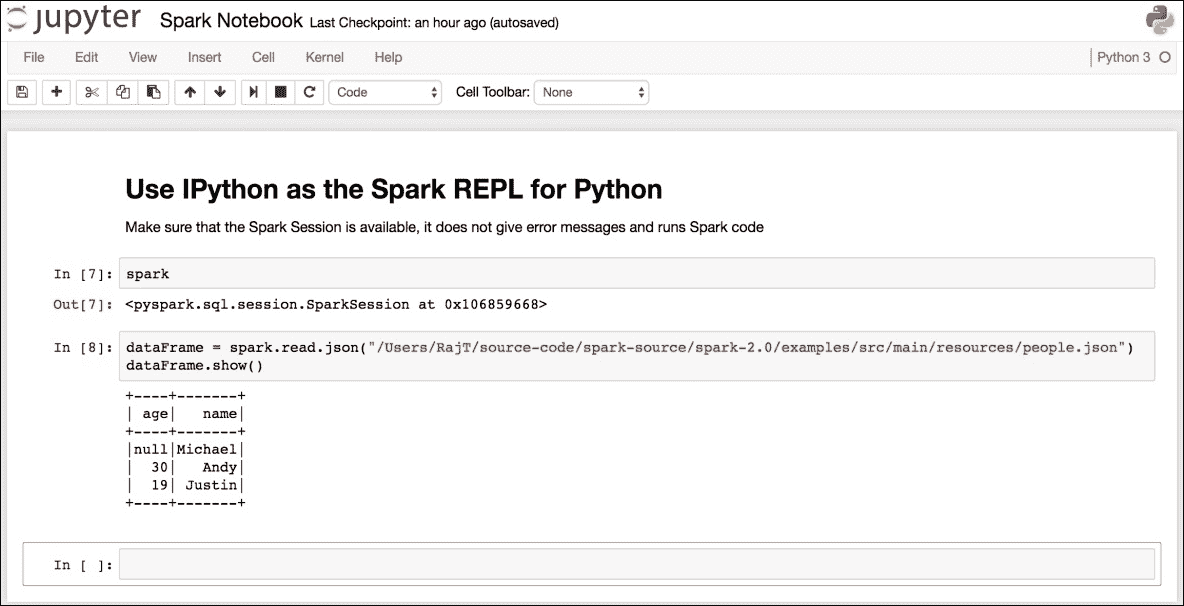 jupyter Spark Notebook Last Checkpoint: an hour ago (autosaved)
File Edit View Insert Cell Kernel Help Python 3
Code Cell Toolbar: None
Use IPython as the Spark REPL for Python
Make sure that the Spark Session is available, it does not give error messages and runs Spark code
In [7]: spark
Out[7]: <pyspark.sql.session.SparkSession at 0x106859668>
In [8]: dataFrame = spark.read.json("/Users/RajT/source-code/spark-source/spark-2.0/examples/src/main/resources/people.json")
dataFrame.show()
+----+-------+
| age|   name|
+----+-------+
|null|Michael|
|  30|   Andy|
|  19| Justin|
+----+-------+
In [ ]: